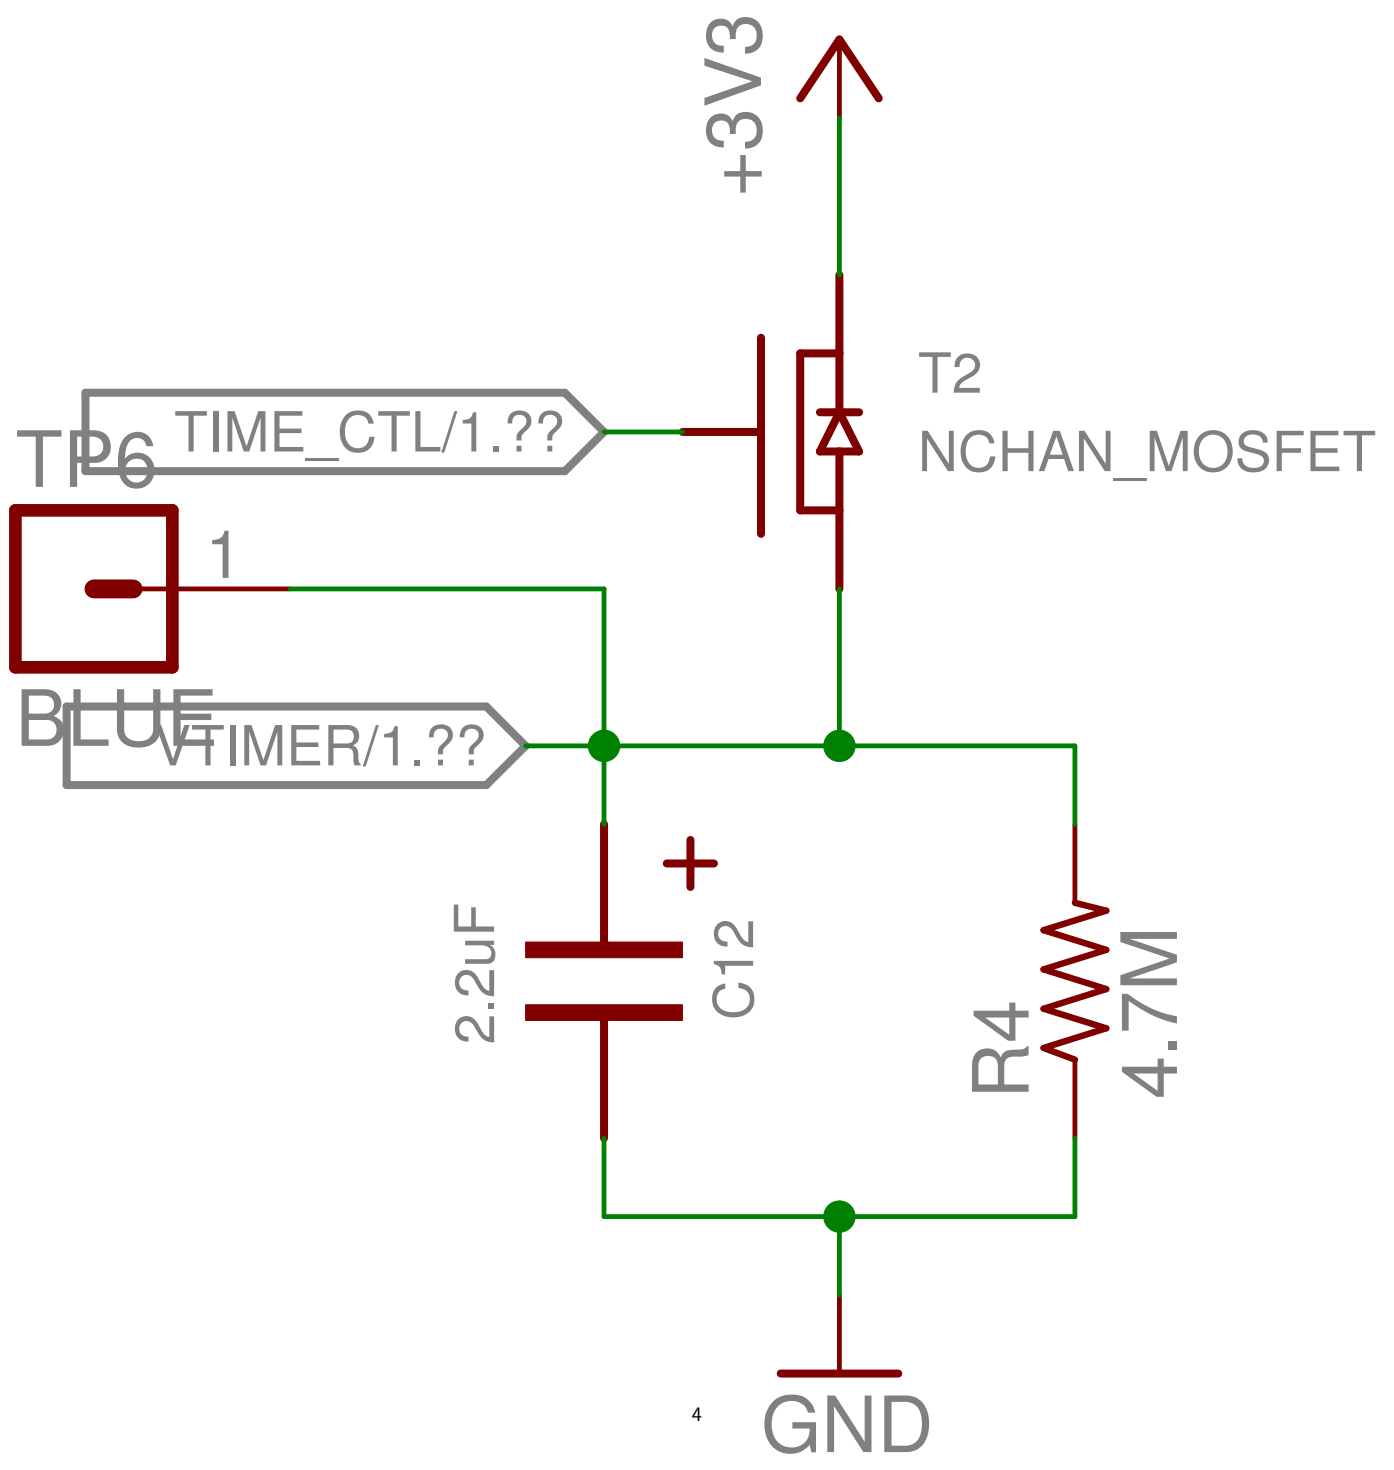 +3V3
T2
NCHAN_MOSFET
TIME_CTL/1.??
TP6
1
BLUE
VTIMER/1.??
2.2uF
C12
R4
4.7M
GND
4